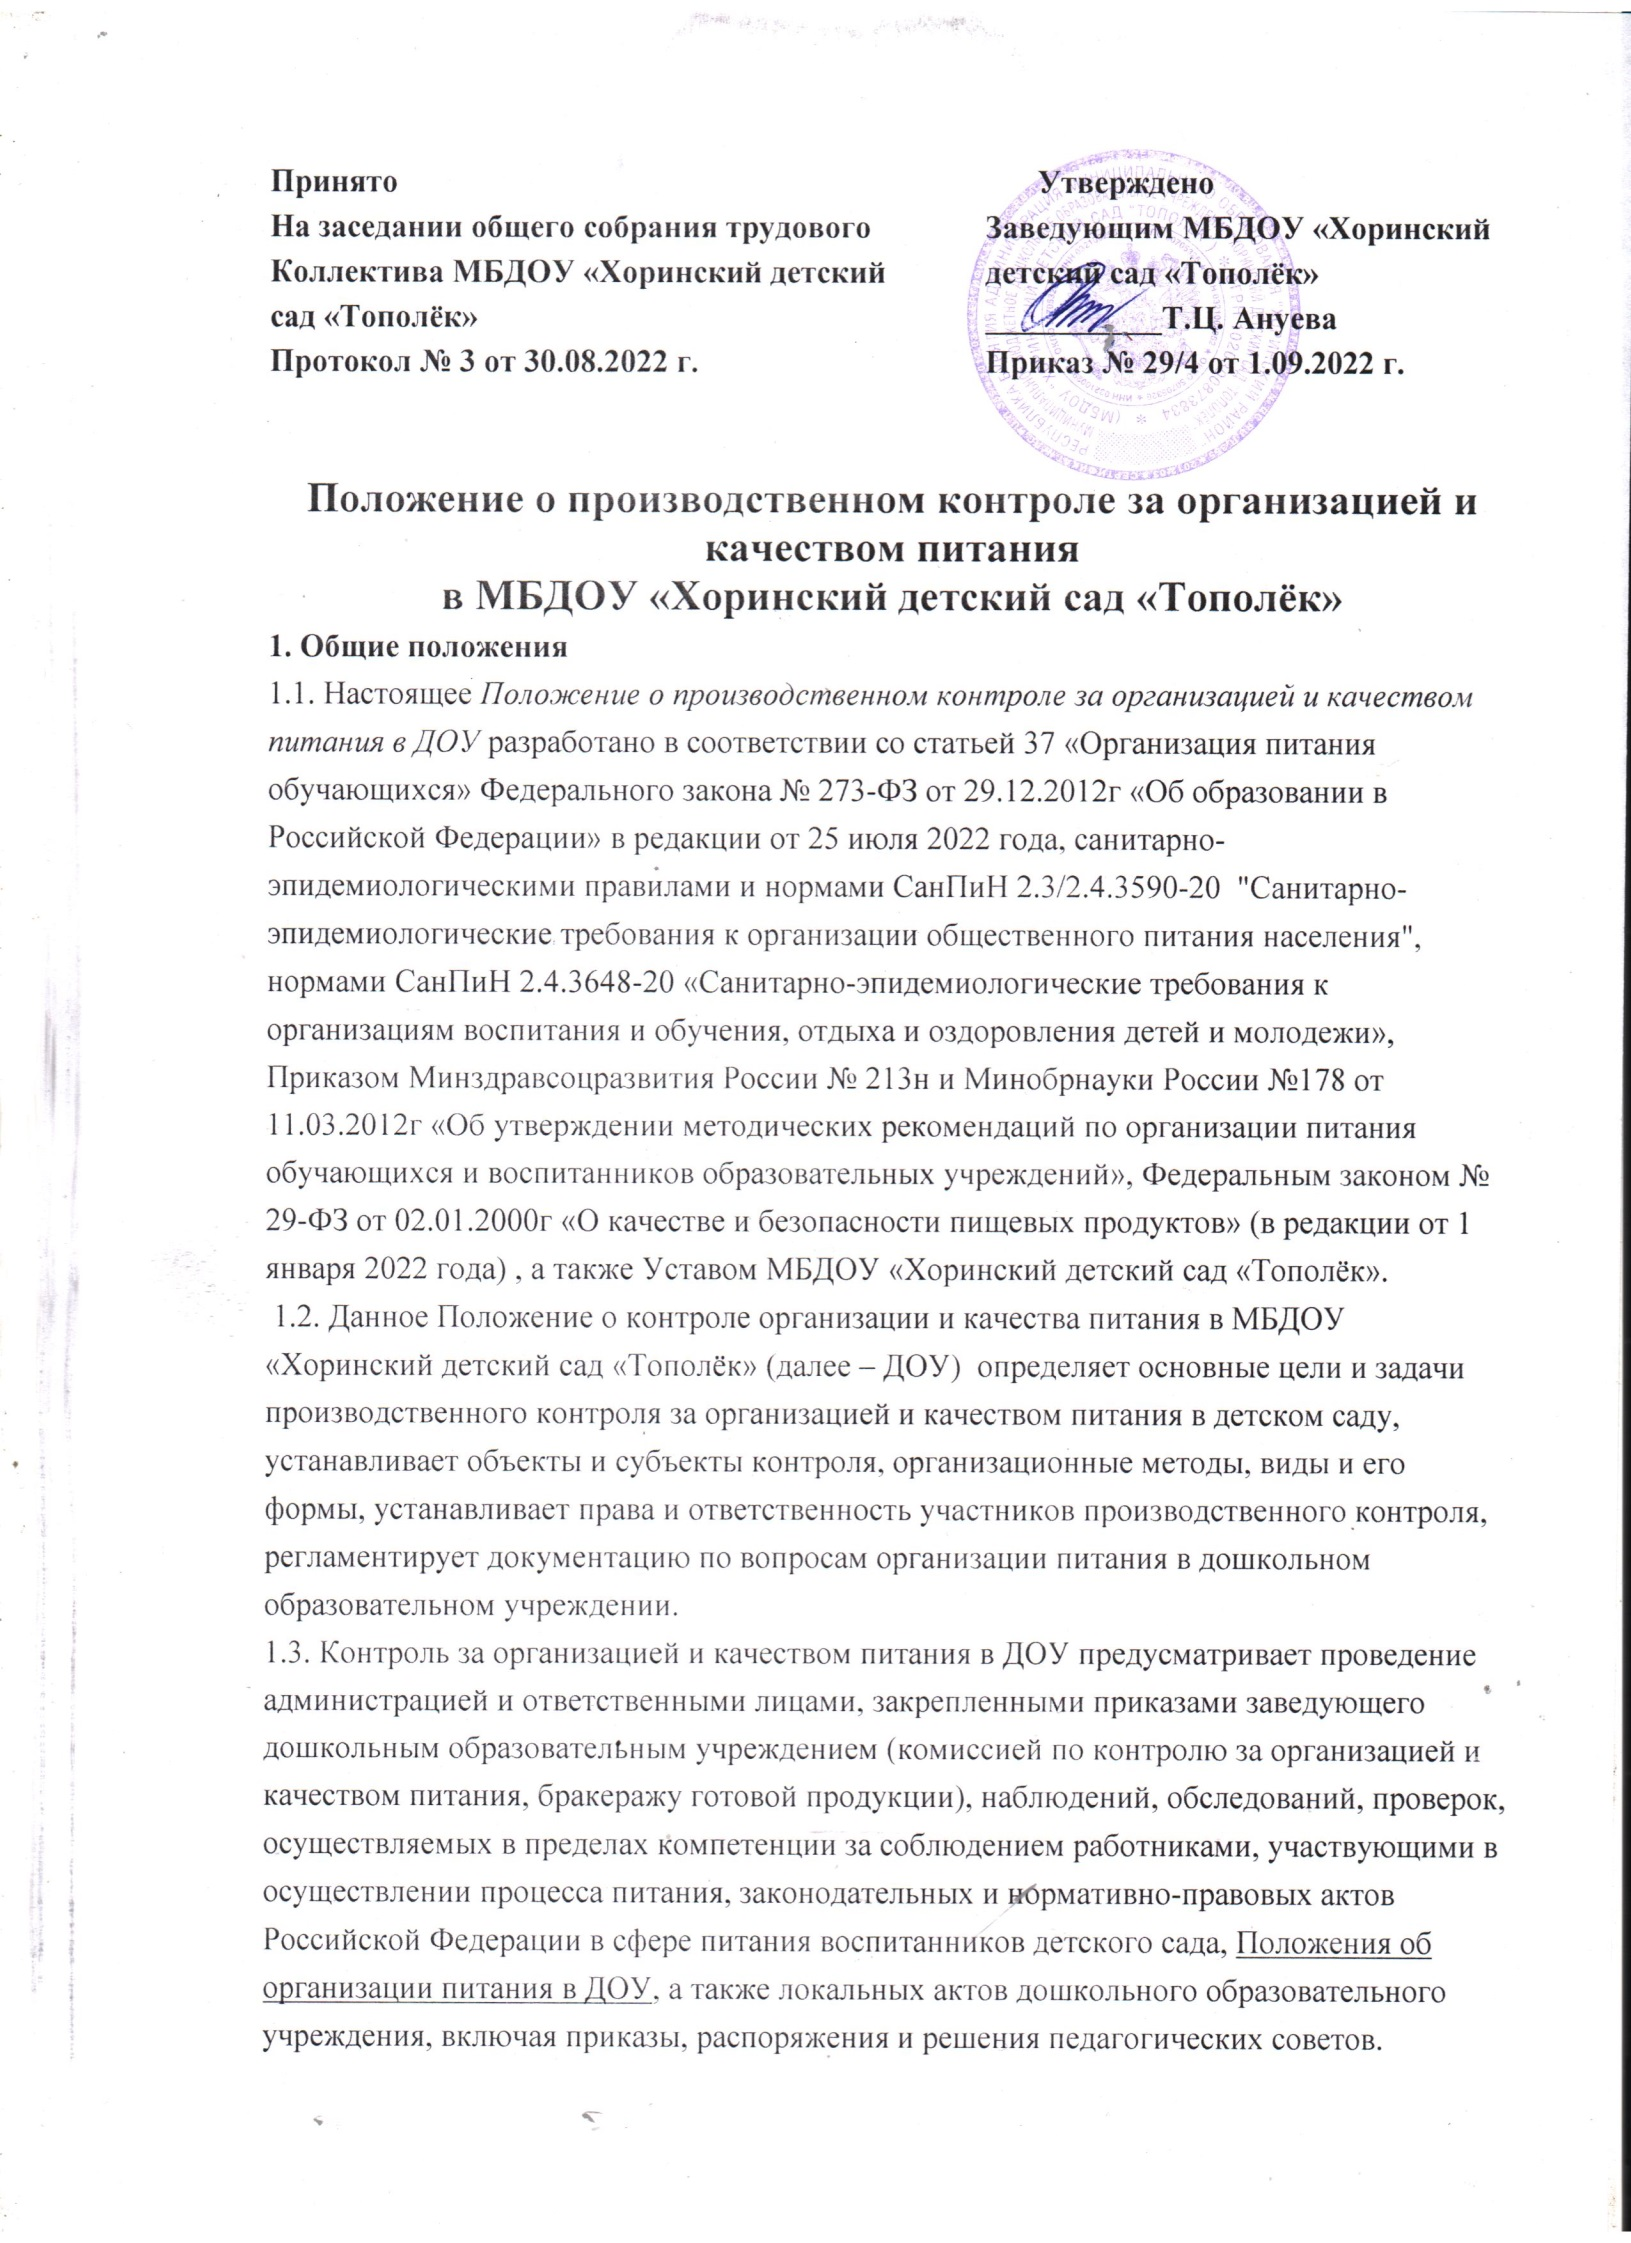 Принято
На заседании общего собрания трудового
Коллектива МБДОУ «Хоринский детский
сад «Тополёк»
Протокол № 3 от 30.08.2022 г.
Утверждено
Заведующим МБДОУ «Хоринский
детский сад «Тополёк»
____________Т.Ц. Ануева
Приказ № 29/4 от 1.09.2022 г.
Положение о производственном контроле за организацией и
качеством питания
в МБДОУ «Хоринский детский сад «Тополёк»
1. Общие положения
1.1. Настоящее Положение о производственном контроле за организацией и качеством
питания в ДОУ разработано в соответствии со статьей 37 «Организация питания
обучающихся» Федерального закона № 273-ФЗ от 29.12.2012г «Об образовании в
Российской Федерации» в редакции от 25 июля 2022 года, санитарно-
эпидемиологическими правилами и нормами СанПиН 2.3/2.4.3590-20 "Санитарно-
эпидемиологические требования к организации общественного питания населения",
нормами СанПиН 2.4.3648-20 «Санитарно-эпидемиологические требования к
организациям воспитания и обучения, отдыха и оздоровления детей и молодежи»,
Приказом Минздравсоцразвития России № 213н и Минобрнауки России №178 от
11.03.2012г «Об утверждении методических рекомендаций по организации питания
обучающихся и воспитанников образовательных учреждений», Федеральным законом №
29-ФЗ от 02.01.2000г «О качестве и безопасности пищевых продуктов» (в редакции от 1
января 2022 года) , а также Уставом МБДОУ «Хоринский детский сад «Тополёк».
1.2. Данное Положение о контроле организации и качества питания в МБДОУ
«Хоринский детский сад «Тополёк» (далее – ДОУ) определяет основные цели и задачи
производственного контроля за организацией и качеством питания в детском саду,
устанавливает объекты и субъекты контроля, организационные методы, виды и его
формы, устанавливает права и ответственность участников производственного контроля,
регламентирует документацию по вопросам организации питания в дошкольном
образовательном учреждении.
1.3. Контроль за организацией и качеством питания в ДОУ предусматривает проведение
администрацией и ответственными лицами, закрепленными приказами заведующего
дошкольным образовательным учреждением (комиссией по контролю за организацией и
качеством питания, бракеражу готовой продукции), наблюдений, обследований, проверок,
осуществляемых в пределах компетенции за соблюдением работниками, участвующими в
осуществлении процесса питания, законодательных и нормативно-правовых актов
Российской Федерации в сфере питания воспитанников детского сада, Положения об
организации питания в ДОУ, а также локальных актов дошкольного образовательного
учреждения, включая приказы, распоряжения и решения педагогических советов.